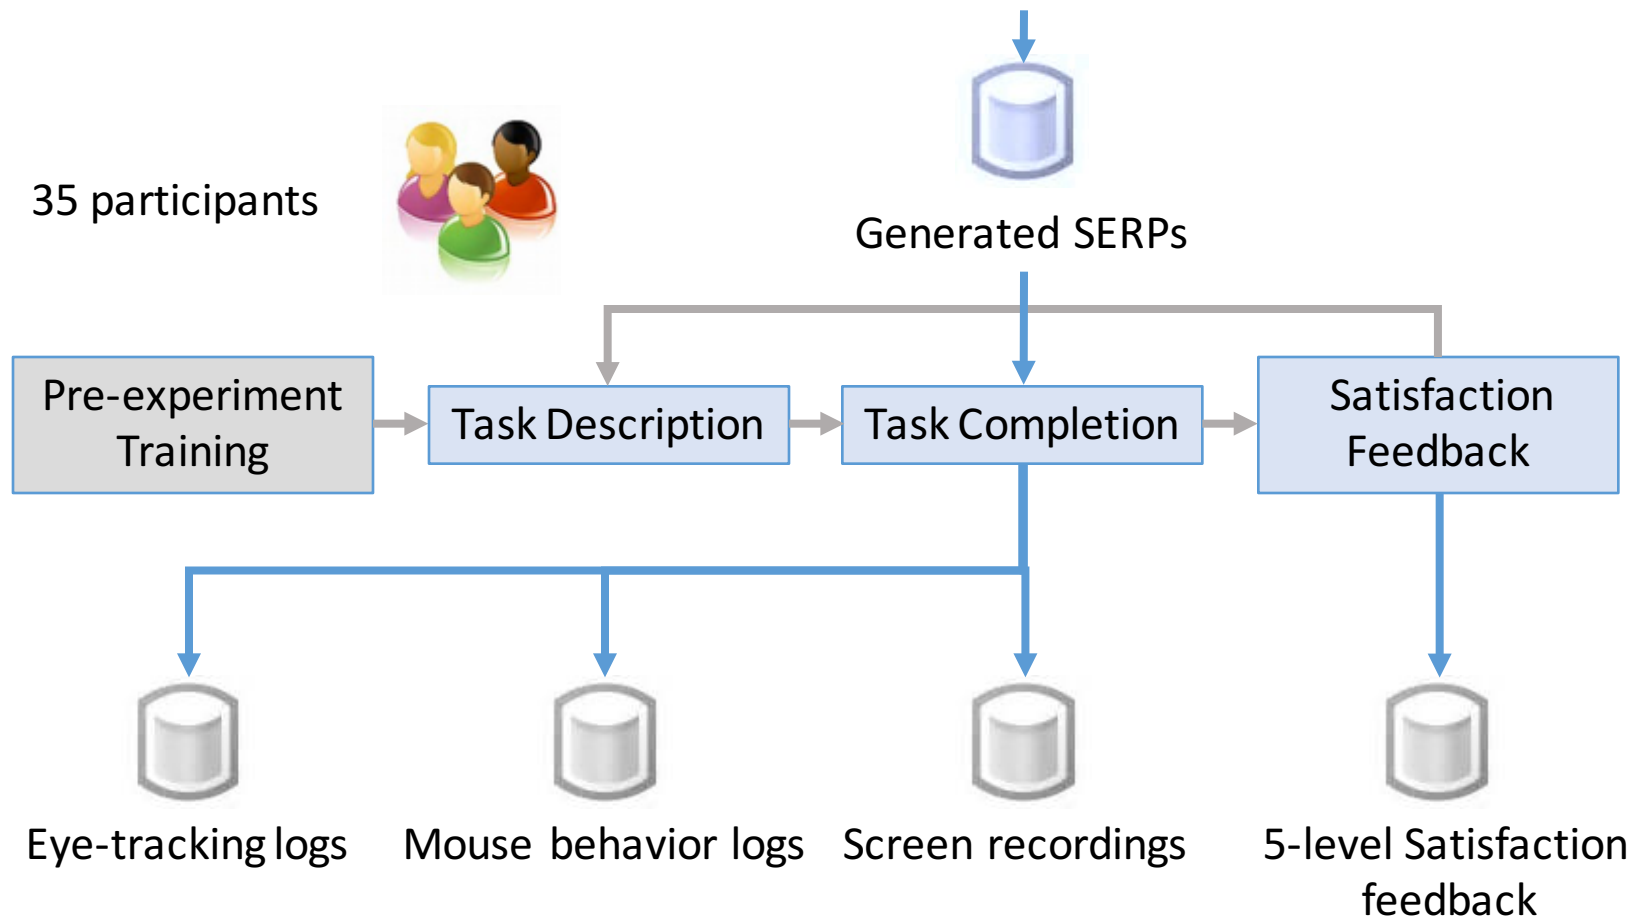 35 participants
Generated SERPs
Pre-experiment
Training
Task Description
Task Completion
Satisfaction
Feedback
Eye-tracking logs
Mouse behavior logs
Screen recordings
5-level Satisfaction
feedback